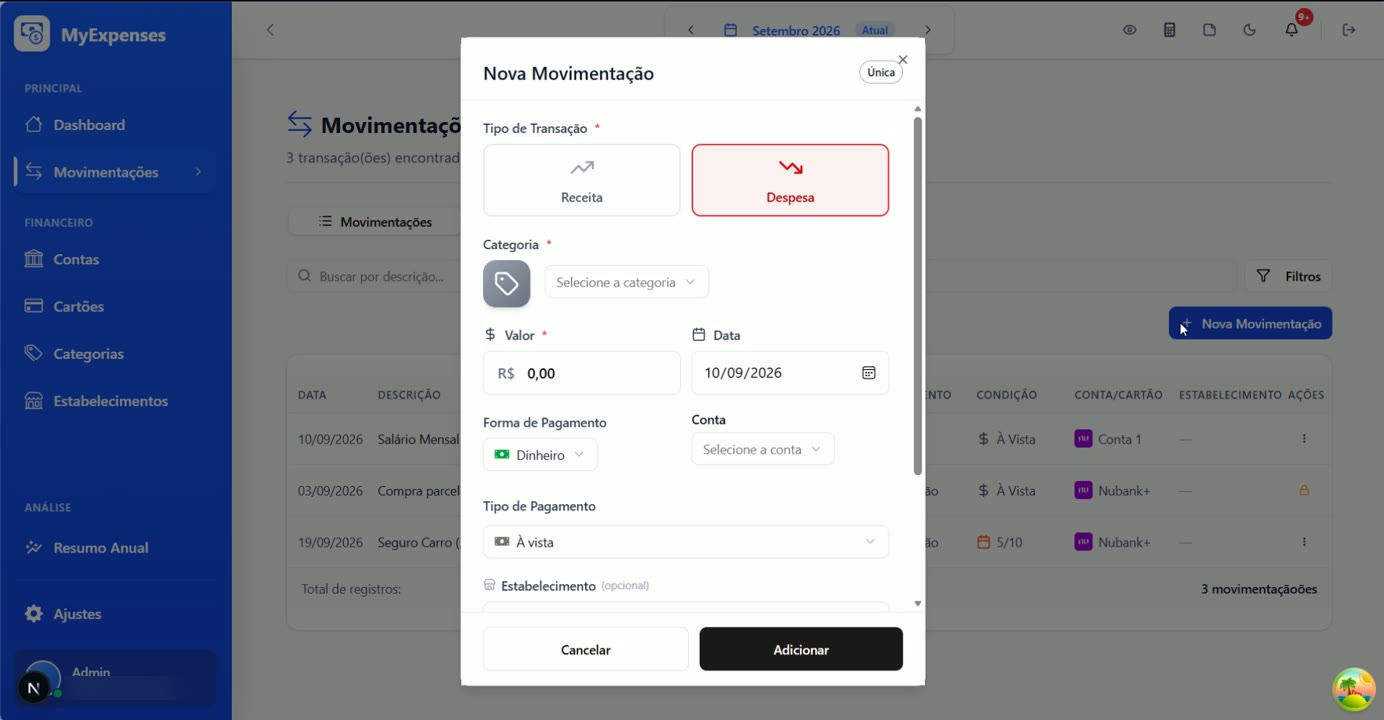 MyExpenses
PRINCIPAL
Dashboard
Movimentações
FINANCEIRO
Contas
Cartões
Categorias
Estabelecimentos
ANÁLISE
Resumo Anual
Ajustes
Admin
N
Setembro 2026 Atual
9+
Movimentaçõ
3 transação(ões) encontrad
Movimentações
Buscar por descrição...
Filtros
Nova Movimentação
DATA DESCRIÇÃO NTO CONDIÇÃO CONTA/CARTÃO ESTABELECIMENTO AÇÕES
10/09/2026 Salário Mensal $ À Vista Conta 1 —
03/09/2026 Compra parcel ão $ À Vista Nubank+ —
19/09/2026 Seguro Carro ( ão 5/10 Nubank+ —
Total de registros: 3 movimentaçãoões
Nova Movimentação
Única
Tipo de Transação *
Receita
Despesa
Categoria *
Selecione a categoria
$ Valor *
Data
R$ 0,00
10/09/2026
Forma de Pagamento
Conta
Dinheiro
Selecione a conta
Tipo de Pagamento
À vista
Estabelecimento (opcional)
Cancelar
Adicionar